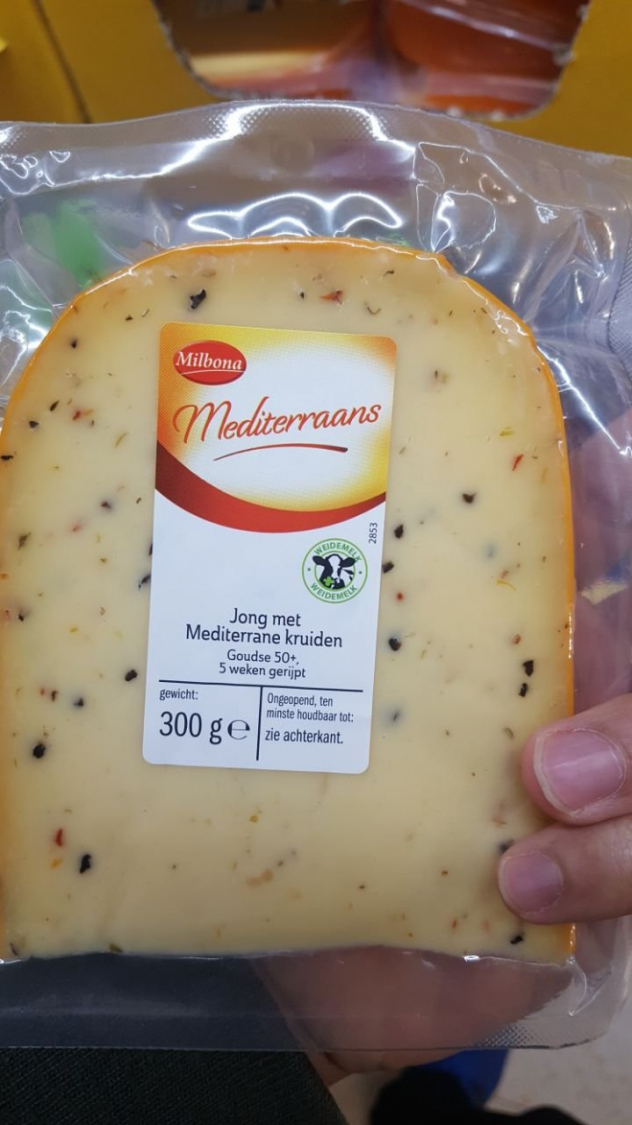 Milbona
Mediterraans
2853
WEIDEMELK
WEIDEMELK
Jong met
Mediterrane kruiden
Goudse 50+,
5 weken gerijpt
gewicht:
300 g e
Ongeopend, ten
minste houdbaar tot:
zie achterkant.